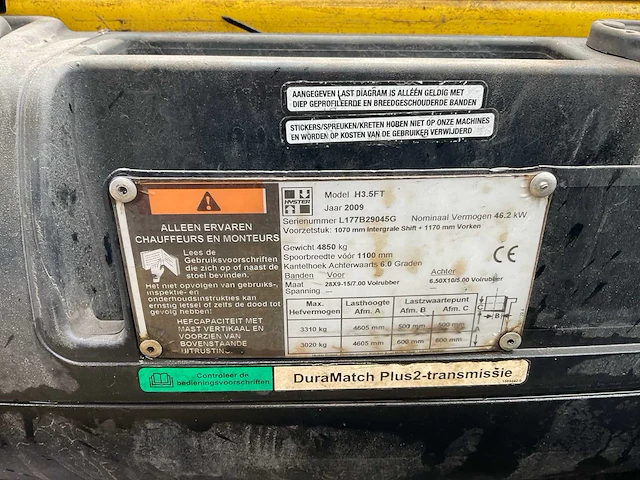 AANGEGEVEN LAST DIAGRAM IS ALLÉÉN GELDIG MET
DIEP GEPROFILEERDE EN BREEDGESCHOUDERDE BANDEN
STICKERS/SPREUKEN/KRETEN HOREN NIET OP ONZE MACHINES
EN WORDEN OP KOSTEN VAN DE GEBRUIKER VERWIJDERD
ALLEEN ERVAREN
CHAUFFEURS EN MONTEURS
Lees de
Gebruiksvoorschriften
die zich op of naast de
stoel bevinden.
Het niet opvolgen van gebruiks-,
inspektie- en
onderhoudsinstrukties kan
ernstig letsel of zelfs de dood tot
gevolg hebben!
HEFCAPACITEIT MET
MAST VERTIKAAL EN
VOORZIEN VAN
BOVENSTAANDE
UITRUSTING.
HYSTER
Model H3.5FT
Jaar 2009
Serienummer L177B29045G Nominaal Vermogen 46.2 kW
Voorzetstuk: 1070 mm Intergrale Shift + 1170 mm Vorken
Gewicht 4850 kg
Spoorbreedte vóór 1100 mm
Kantelhoek Achterwaarts 6.0 Graden
CE
Banden Voor Achter
Maat 28X9-15/7.00 Volrubber 6.50X10/5.00 Volrubber
Spanning --- ---
Max. Hefvermogen Lasthoogte Afm. A Lastzwaartepunt Afm. B Afm. C
3310 kg 4605 mm 500 mm 500 mm
3020 kg 4605 mm 600 mm 600 mm
C
A
B
Controleer de
bedieningsvoorschriften
DuraMatch Plus2-transmissie